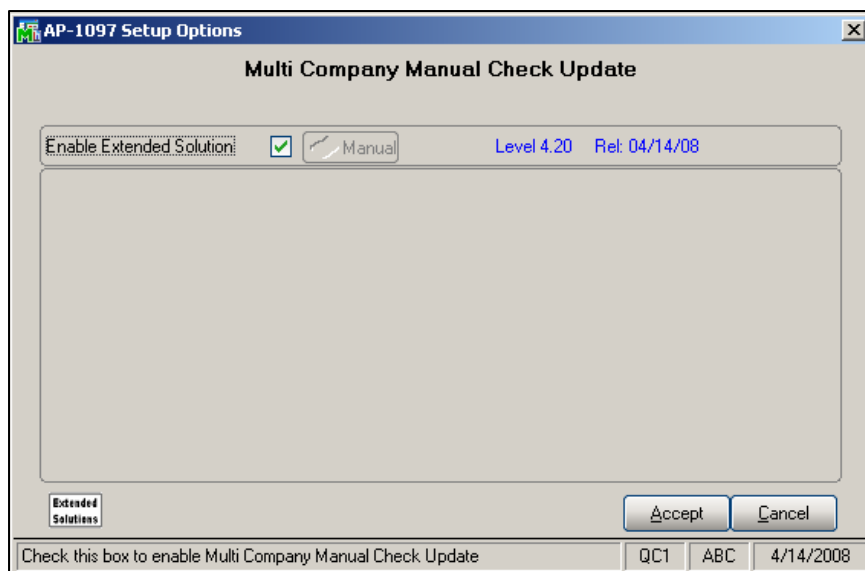 AP-1097 Setup Options
Multi Company Manual Check Update
Enable Extended Solution Manual Level 4.20 Rel: 04/14/08
Extended
Solutions
Accept Cancel
Check this box to enable Multi Company Manual Check Update QC1 ABC 4/14/2008